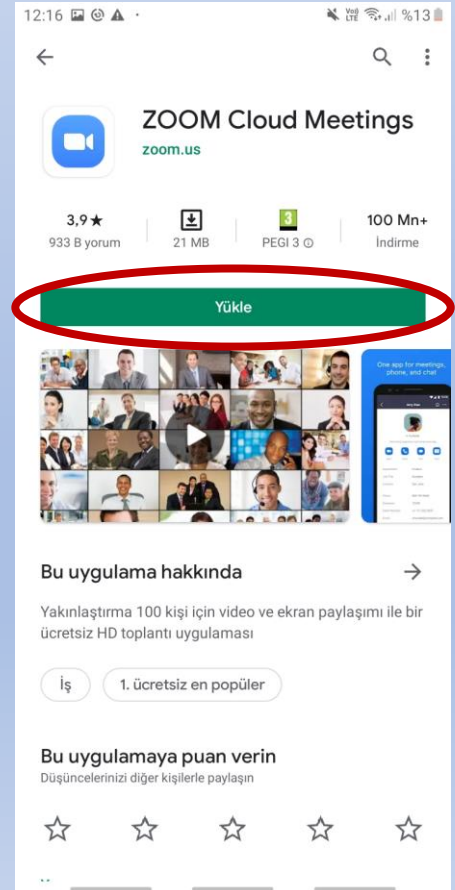 12:16 %13
ZOOM Cloud Meetings
zoom.us
3,9★ 21 MB 3 PEGI 3 100 Mn+
933 B yorum İndirme
Yükle
One app for meetings,
phone, and chat
Bu uygulama hakkında
Yakınlaştırma 100 kişi için video ve ekran paylaşımı ile bir
ücretsiz HD toplantı uygulaması
İş 1. ücretsiz en popüler
Bu uygulamaya puan verin
Düşüncelerinizi diğer kişilerle paylaşın